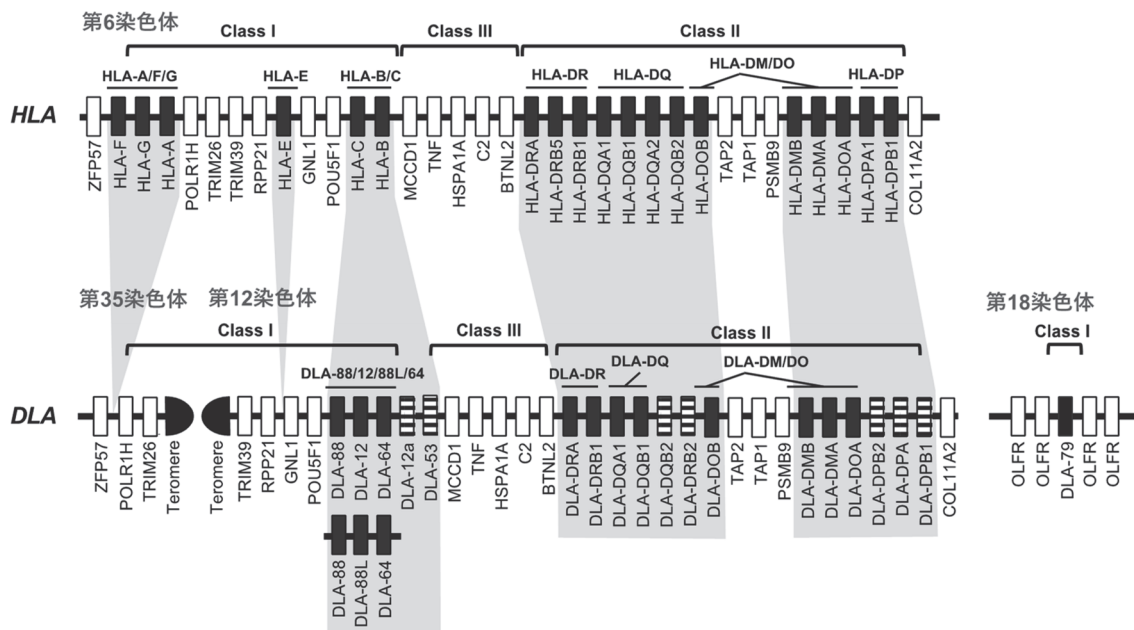 第6染色体
Class I
Class III
Class II
HLA-A/F/G
HLA-E
HLA-B/C
HLA-DR
HLA-DQ
HLA-DM/DO
HLA-DP
HLA
ZFP57
HLA-F
HLA-G
HLA-A
POLR1H
TRIM26
TRIM39
RPP21
HLA-E
GNL1
POU5F1
HLA-C
HLA-B
MCCD1
TNF
HSPA1A
C2
BTNL2
HLA-DRA
HLA-DRB5
HLA-DRB1
HLA-DQA1
HLA-DQB1
HLA-DQA2
HLA-DQB2
HLA-DOB
TAP2
TAP1
PSMB9
HLA-DMB
HLA-DMA
HLA-DOA
HLA-DPA1
HLA-DPB1
COL11A2
第35染色体
第12染色体
第18染色体
Class I
Class III
Class II
Class I
DLA-88/12/88L/64
DLA-DR
DLA-DQ
DLA-DM/DO
DLA
ZFP57
POLR1H
TRIM26
Teromere
Teromere
TRIM39
RPP21
GNL1
POU5F1
DLA-88
DLA-12
DLA-64
DLA-12a
DLA-53
MCCD1
TNF
HSPA1A
C2
BTNL2
DLA-DRA
DLA-DRB1
DLA-DQA1
DLA-DQB1
DLA-DQB2
DLA-DRB2
DLA-DOB
TAP2
TAP1
PSMB9
DLA-DMB
DLA-DMA
DLA-DOA
DLA-DPB2
DLA-DPA
DLA-DPB1
COL11A2
OLFR
OLFR
DLA-79
OLFR
OLFR
DLA-88
DLA-88L
DLA-64